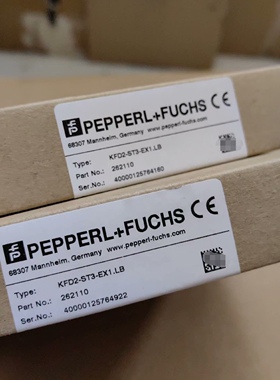 PEPPERL+FUCHS CE
68307 Mannheim, Germany www.pepperl-fuchs.com
Type: KFD2-ST3-EX1.LB
Part No.: 262110
Ser.No.: 40000125764160
PEPPERL+FUCHS CE
68307 Mannheim, Germany www.pepperl-fuchs.com
Type: KFD2-ST3-EX1.LB
Part No.: 262110
Ser.No.: 40000125764922